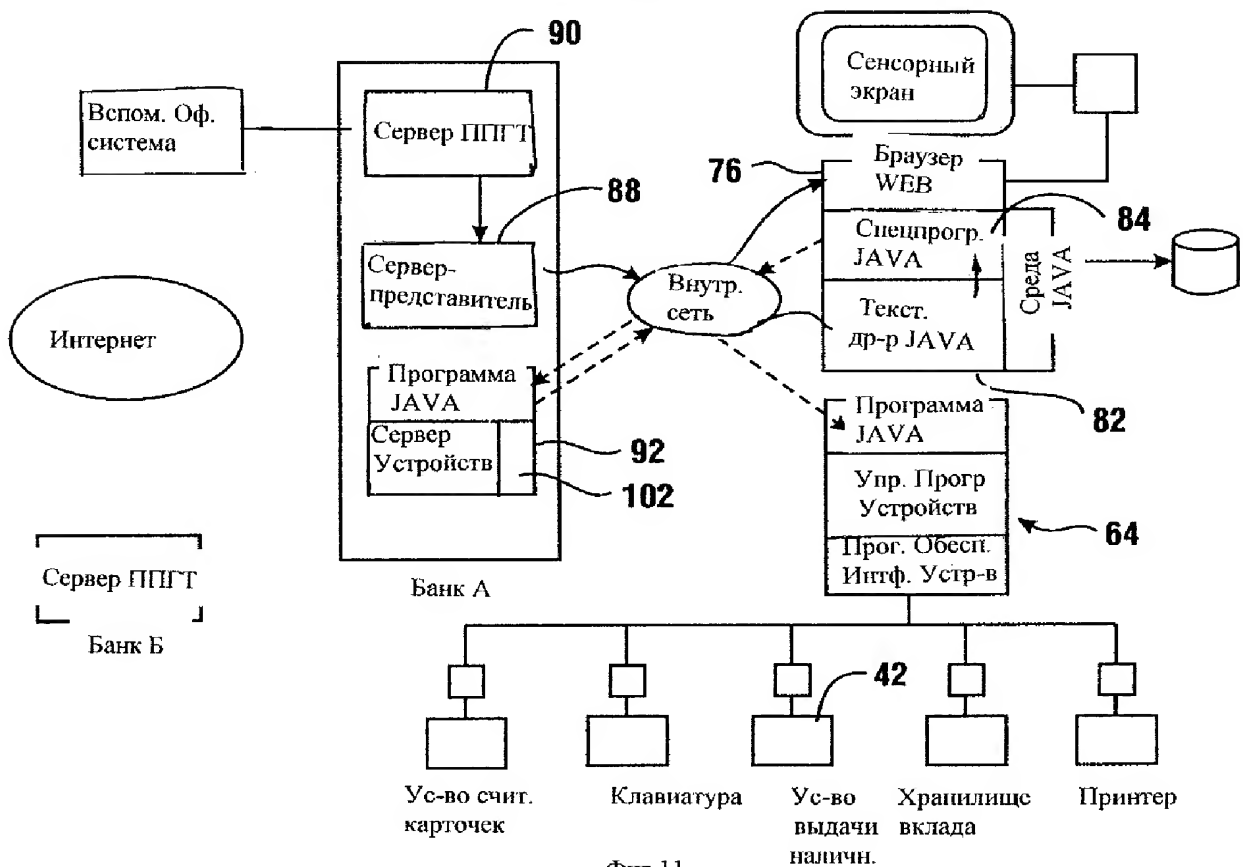 90
Вспом. Оф.
система
Сервер ППГТ
Сенсорный
экран
76
Браузер
WEB
88
84
Спецпрогр.
JAVA
Сервер-
представитель
Внутр.
сеть
Среда
JAVA
Текст.
др-р JAVA
Интернет
Программа
JAVA
Программа
JAVA
82
Сервер
Устройств
92
102
Упр. Прогр
Устройств
64
Прог. Обесп.
Интф. Устр-в
Сервер ППГТ
Банк А
Банк Б
42
Ус-во счит.
карточек
Клавиатура
Ус-во
выдачи
наличн.
Хранилище
вклада
Принтер
Фиг.11